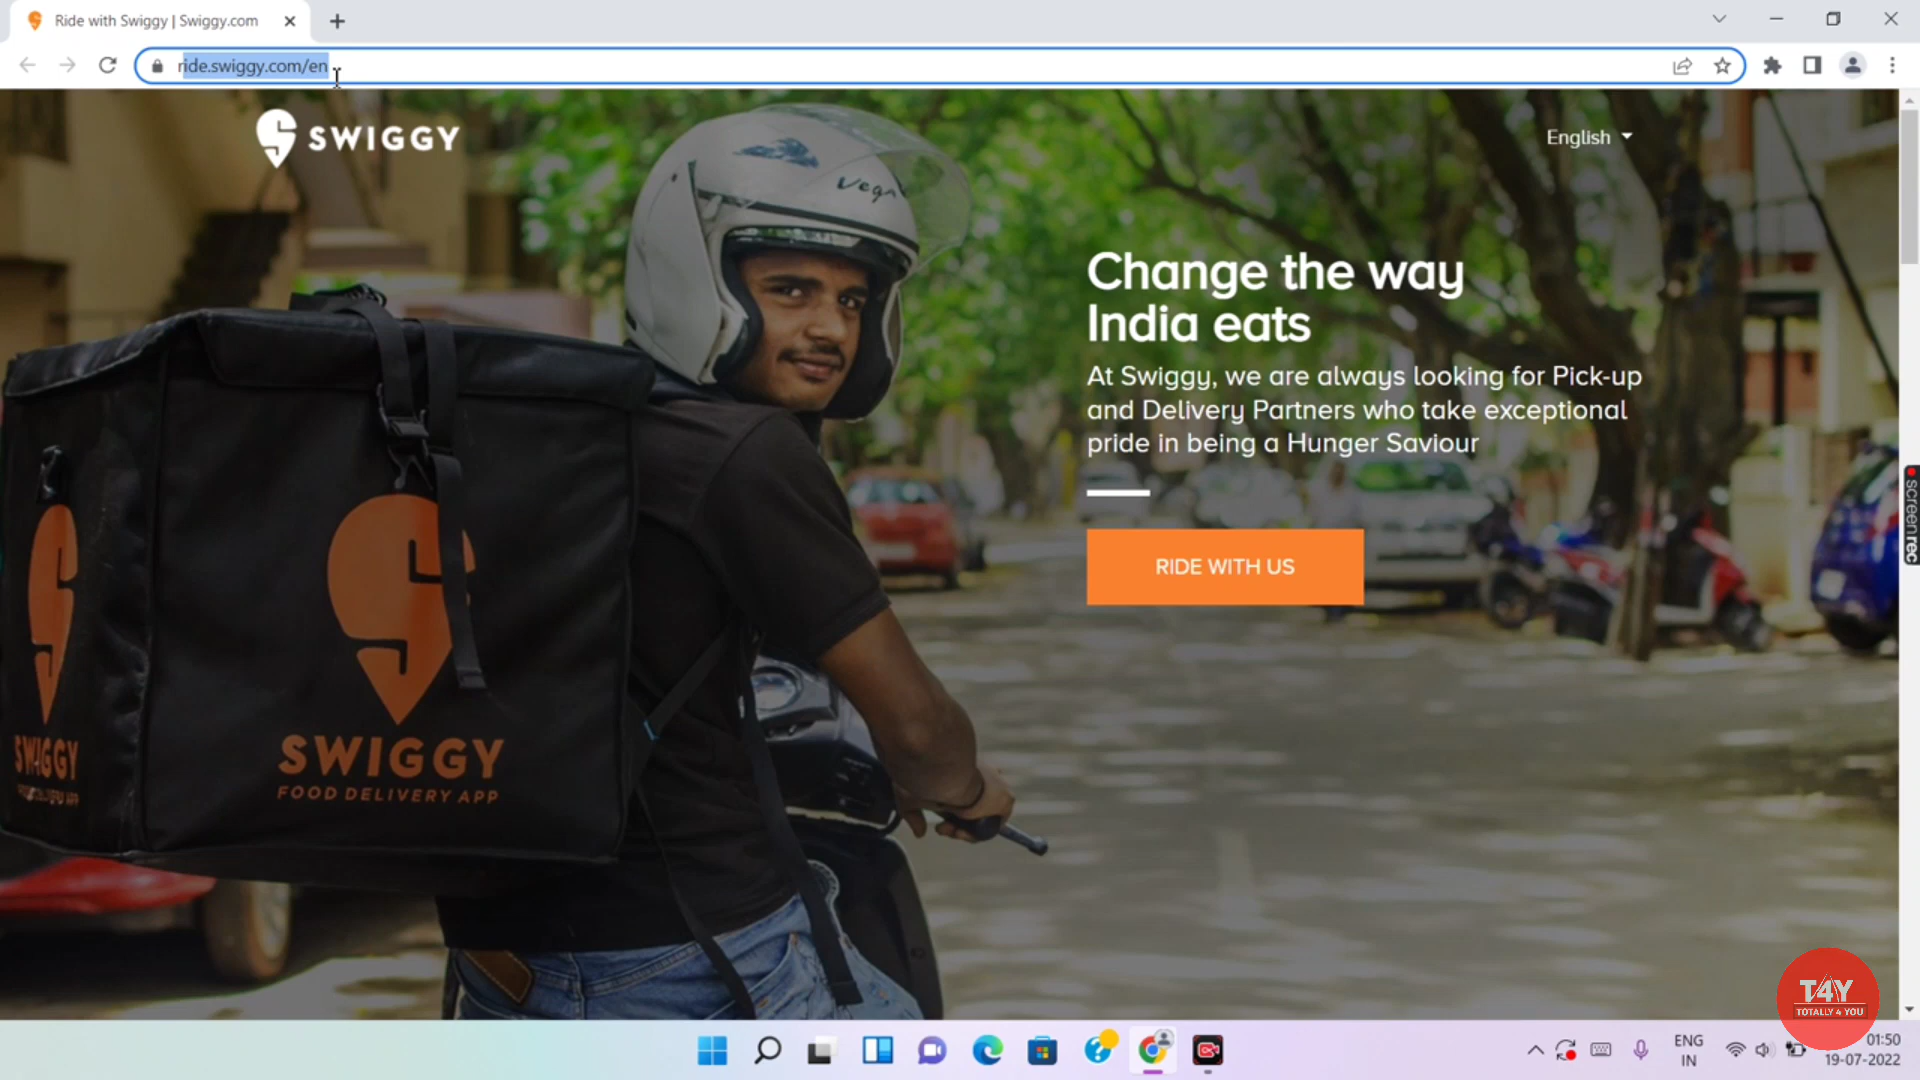 Ride with Swiggy | Swiggy.com
ride.swiggy.com/en
SWIGGY
English
Vega
Change the way
India eats
At Swiggy, we are always looking for Pick-up
and Delivery Partners who take exceptional
pride in being a Hunger Saviour
RIDE WITH US
screenrec
SWIGGY
FOOD DELIVERY APP
SWIGGY
T4Y
TOTALLY 4 YOU
ENG
IN
01:50
19-07-2022